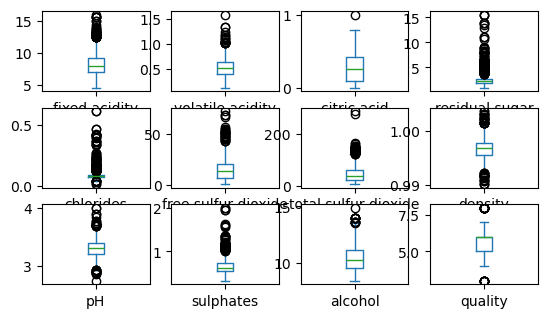 15
10
5
fixed acidity
1.5
1.0
0.5
volatile acidity
1
0
citric acid
15
10
5
residual sugar
0.5
0.0
chlorides
50
0
free sulfur dioxide
200
0
total sulfur dioxide
1.00
0.99
density
4
3
pH
2
1
sulphates
15
10
alcohol
7.5
5.0
quality